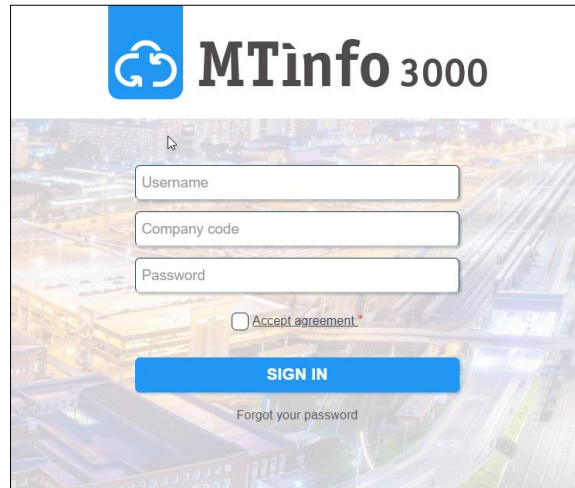 MTinfo 3000
Username
Company code
Password
Accept agreement *
SIGN IN
Forgot your password